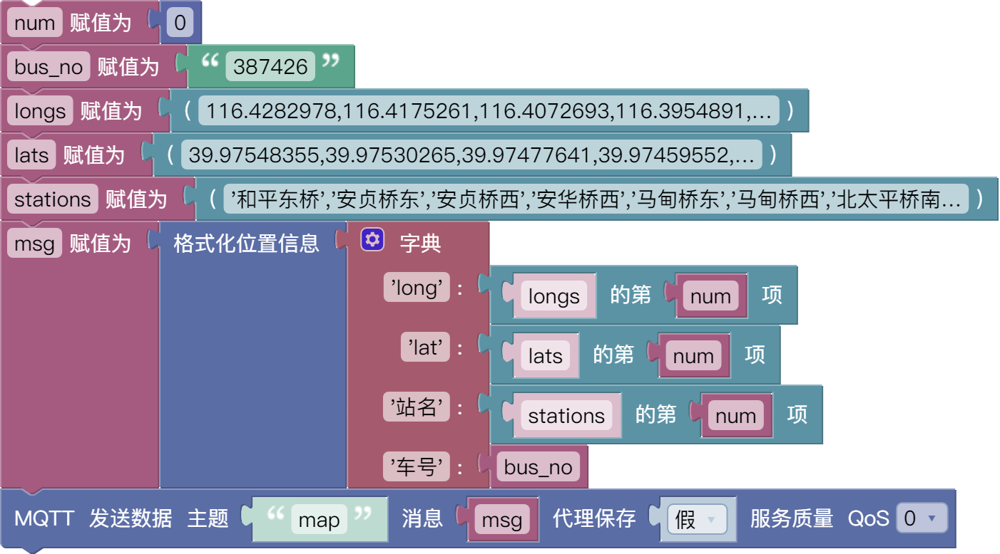 num 赋值为 0
bus_no 赋值为 “ 387426 ”
longs 赋值为 ( 116.4282978,116.4175261,116.4072693,116.3954891,... )
lats 赋值为 ( 39.97548355,39.97530265,39.97477641,39.97459552,... )
stations 赋值为 ( '和平东桥','安贞桥东','安贞桥西','安华桥西','马甸桥东','马甸桥西','北太平桥南... )
msg 赋值为 格式化位置信息 字典
'long' : longs 的第 num 项
'lat' : lats 的第 num 项
'站名' : stations 的第 num 项
'车号' : bus_no
MQTT 发送数据 主题 “ map ” 消息 msg 代理保存 假 服务质量 QoS 0